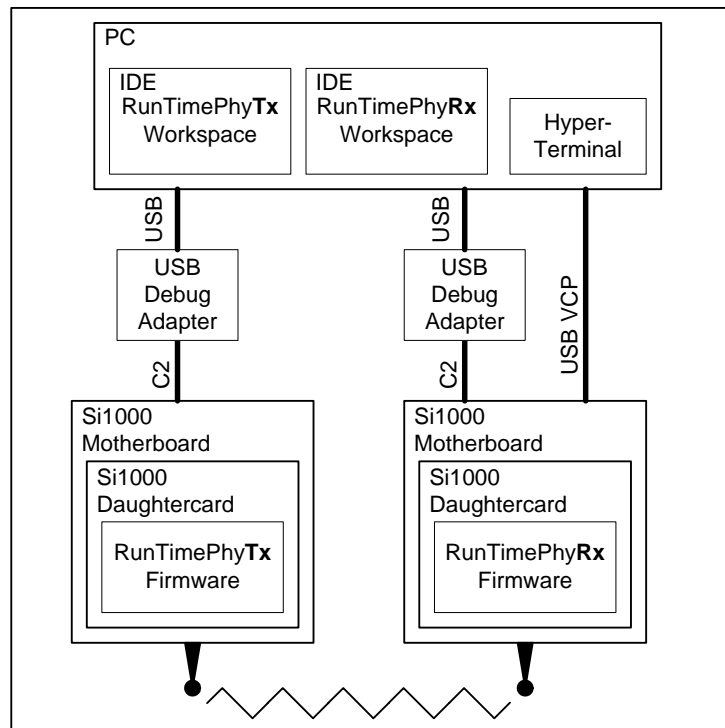 PC
IDE
RunTimePhyTx
Workspace
IDE
RunTimePhyRx
Workspace
Hyper-
Terminal
USB
USB
USB VCP
USB
Debug
Adapter
USB
Debug
Adapter
C2
C2
Si1000
Motherboard
Si1000
Daughtercard
RunTimePhyTx
Firmware
Si1000
Motherboard
Si1000
Daughtercard
RunTimePhyRx
Firmware